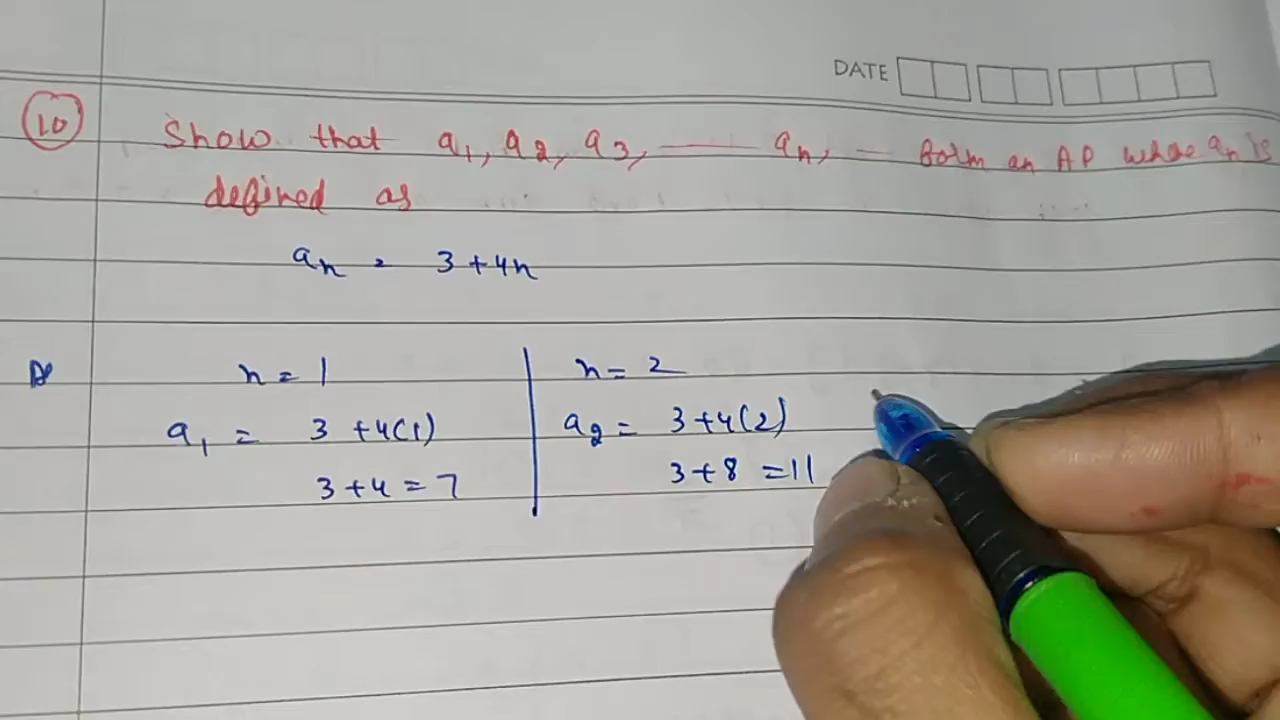 DATE
10 Show that a₁, a₂, a₃, — aₙ, — form an AP where aₙ is
defined as
aₙ = 3+4n
n = 1
a₁ = 3 +4(1)
3+4 = 7
n = 2
a₂ = 3+4(2)
3+8 =11